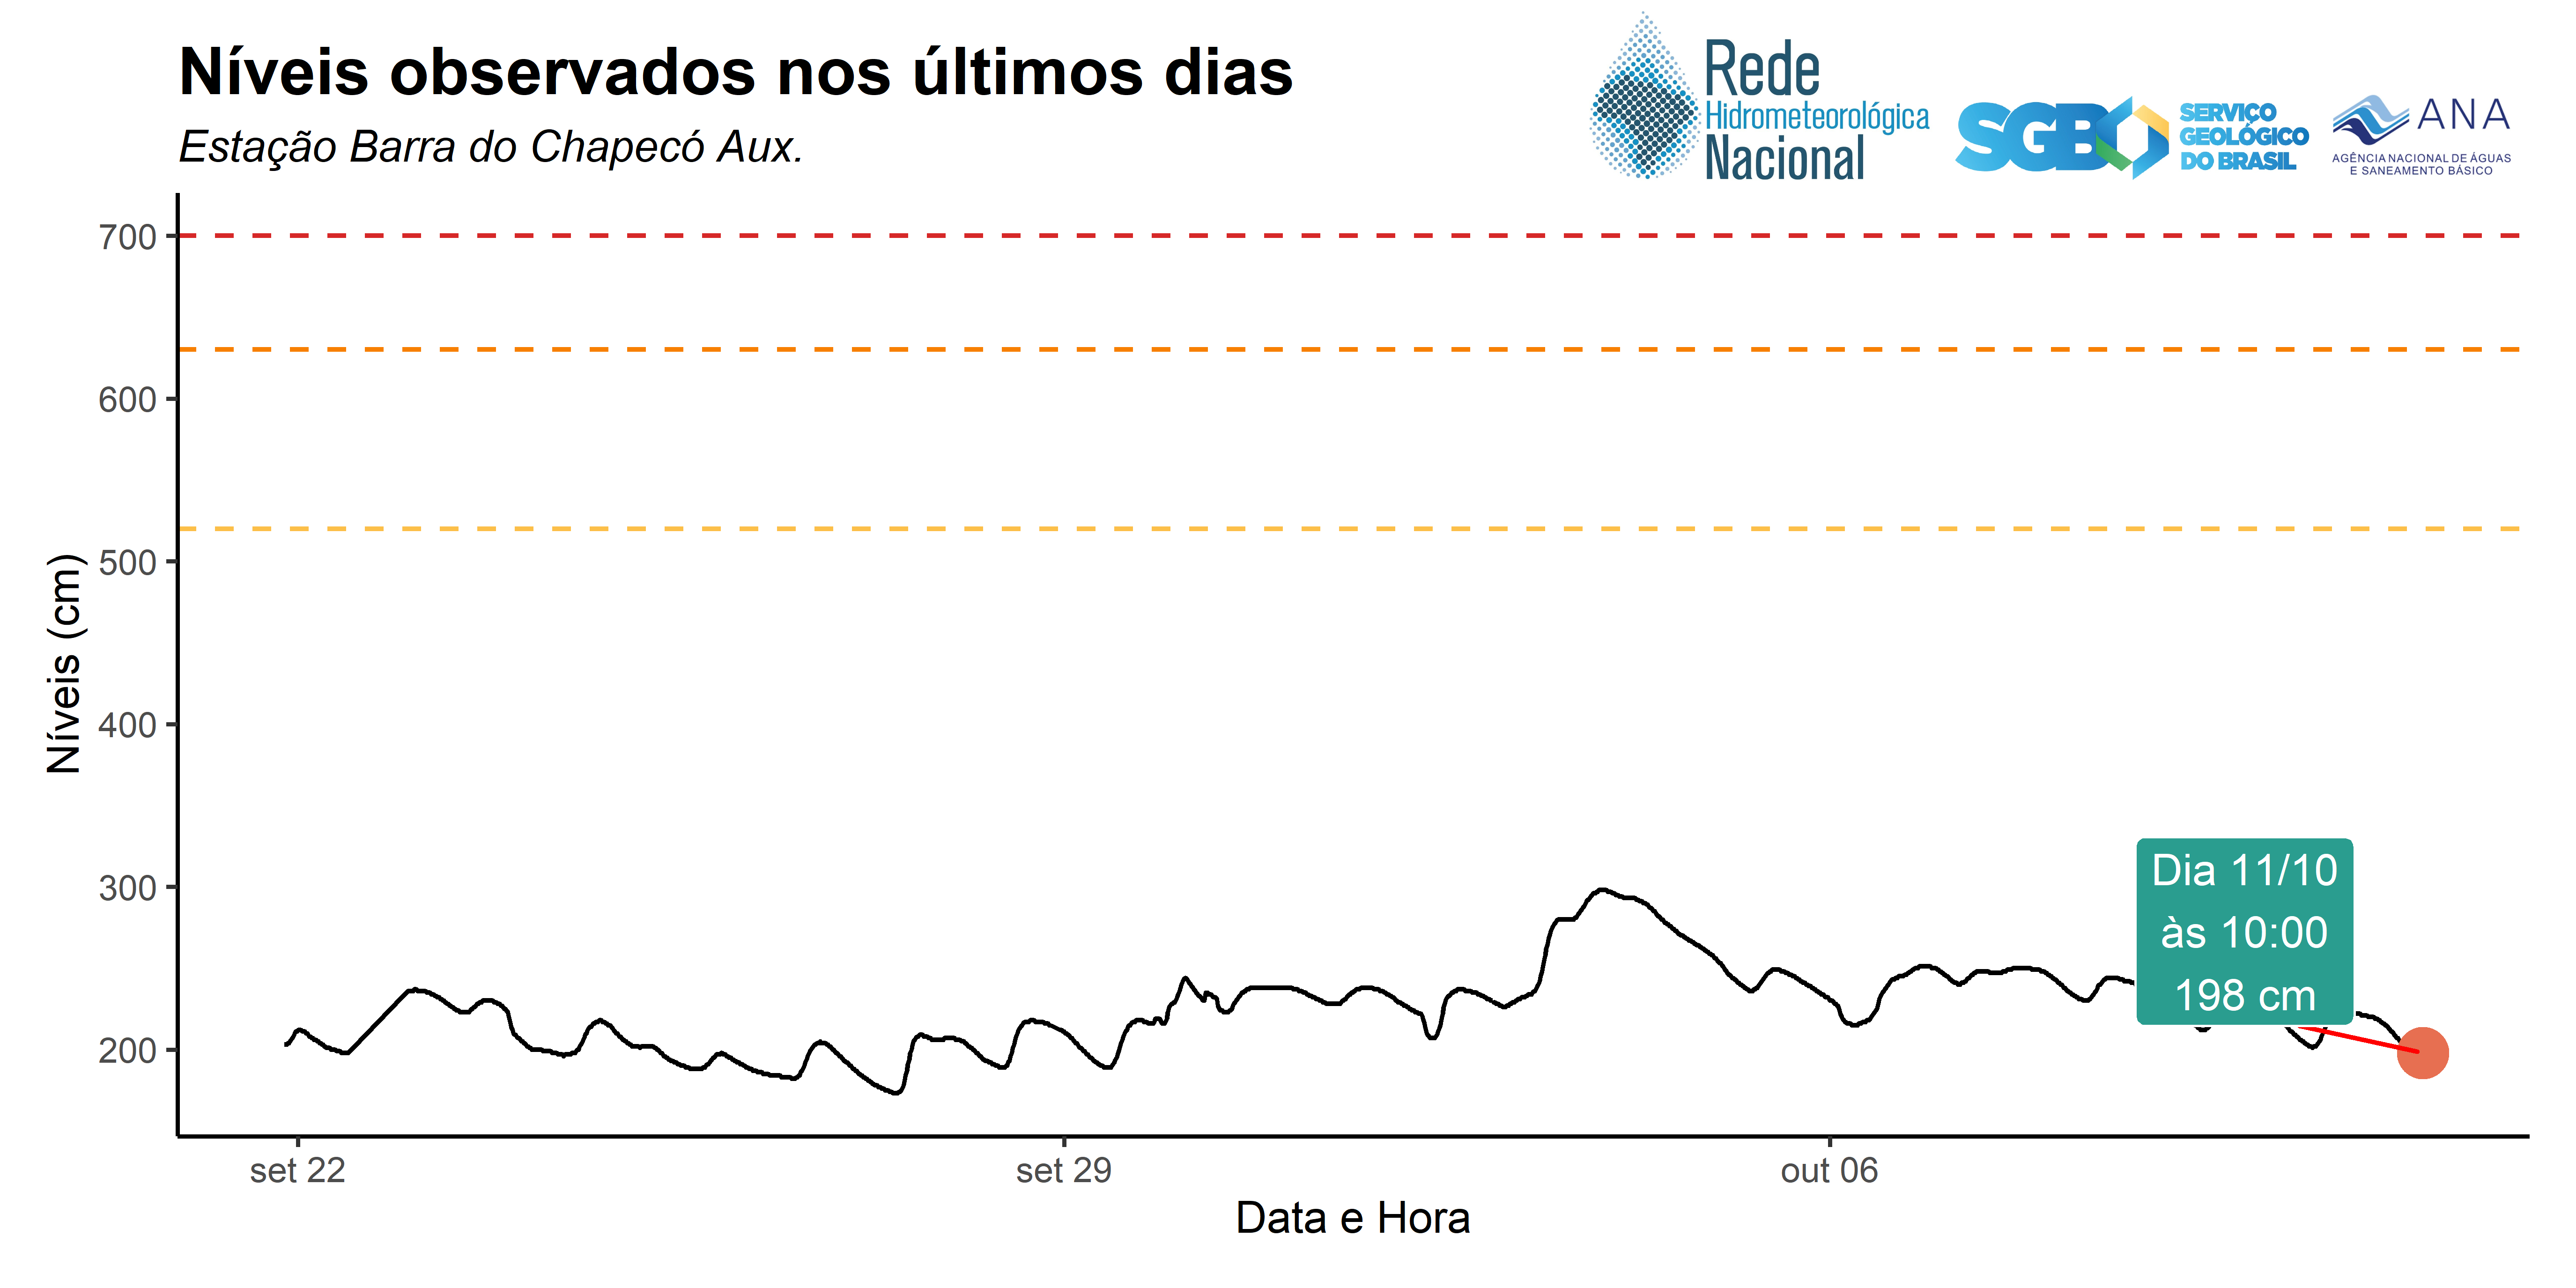 Níveis observados nos últimos dias
Estação Barra do Chapecó Aux.
Rede
Hidrometeorológica
Nacional
SGB
SERVIÇO
GEOLÓGICO
DO BRASIL
ANA
AGÊNCIA NACIONAL DE ÁGUAS
E SANEAMENTO BÁSICO
Níveis (cm)
700
600
500
400
300
200
Dia 11/10
às 10:00
198 cm
set 22
set 29
out 06
Data e Hora